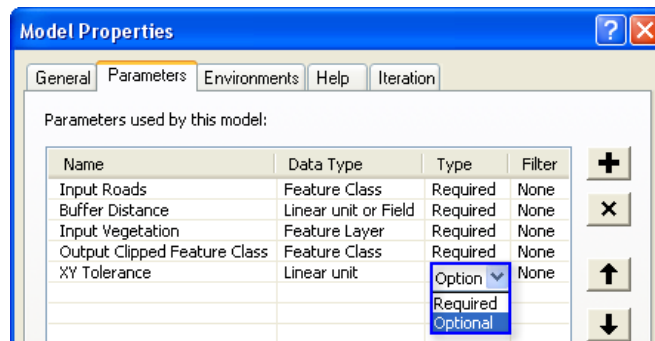 Model Properties
General Parameters Environments Help Iteration
Parameters used by this model:
Name Data Type Type Filter
Input Roads Feature Class Required None
Buffer Distance Linear unit or Field Required None
Input Vegetation Feature Layer Required None
Output Clipped Feature Class Feature Class Required None
XY Tolerance Linear unit Option None
Required
Optional